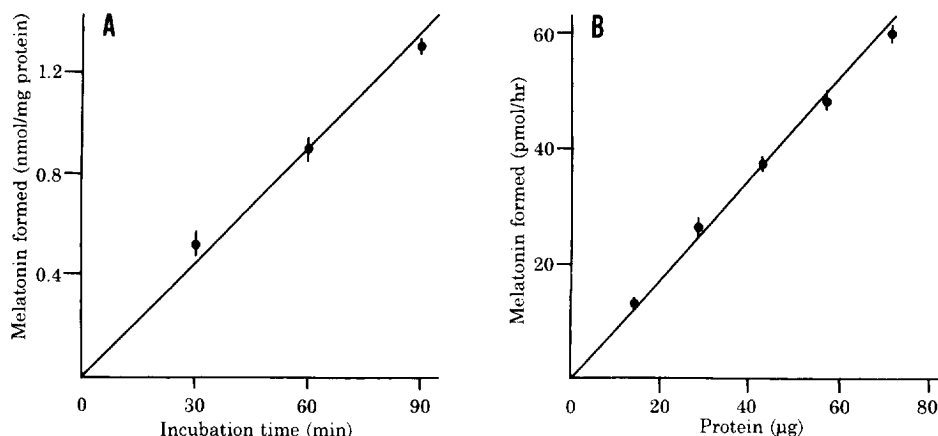 A
Melatonin formed (nmol/mg protein)
1.2
0.8
0.4
0
30
60
90
Incubation time (min)
B
Melatonin formed (pmol/hr)
60
40
20
0
20
40
60
80
Protein (µg)